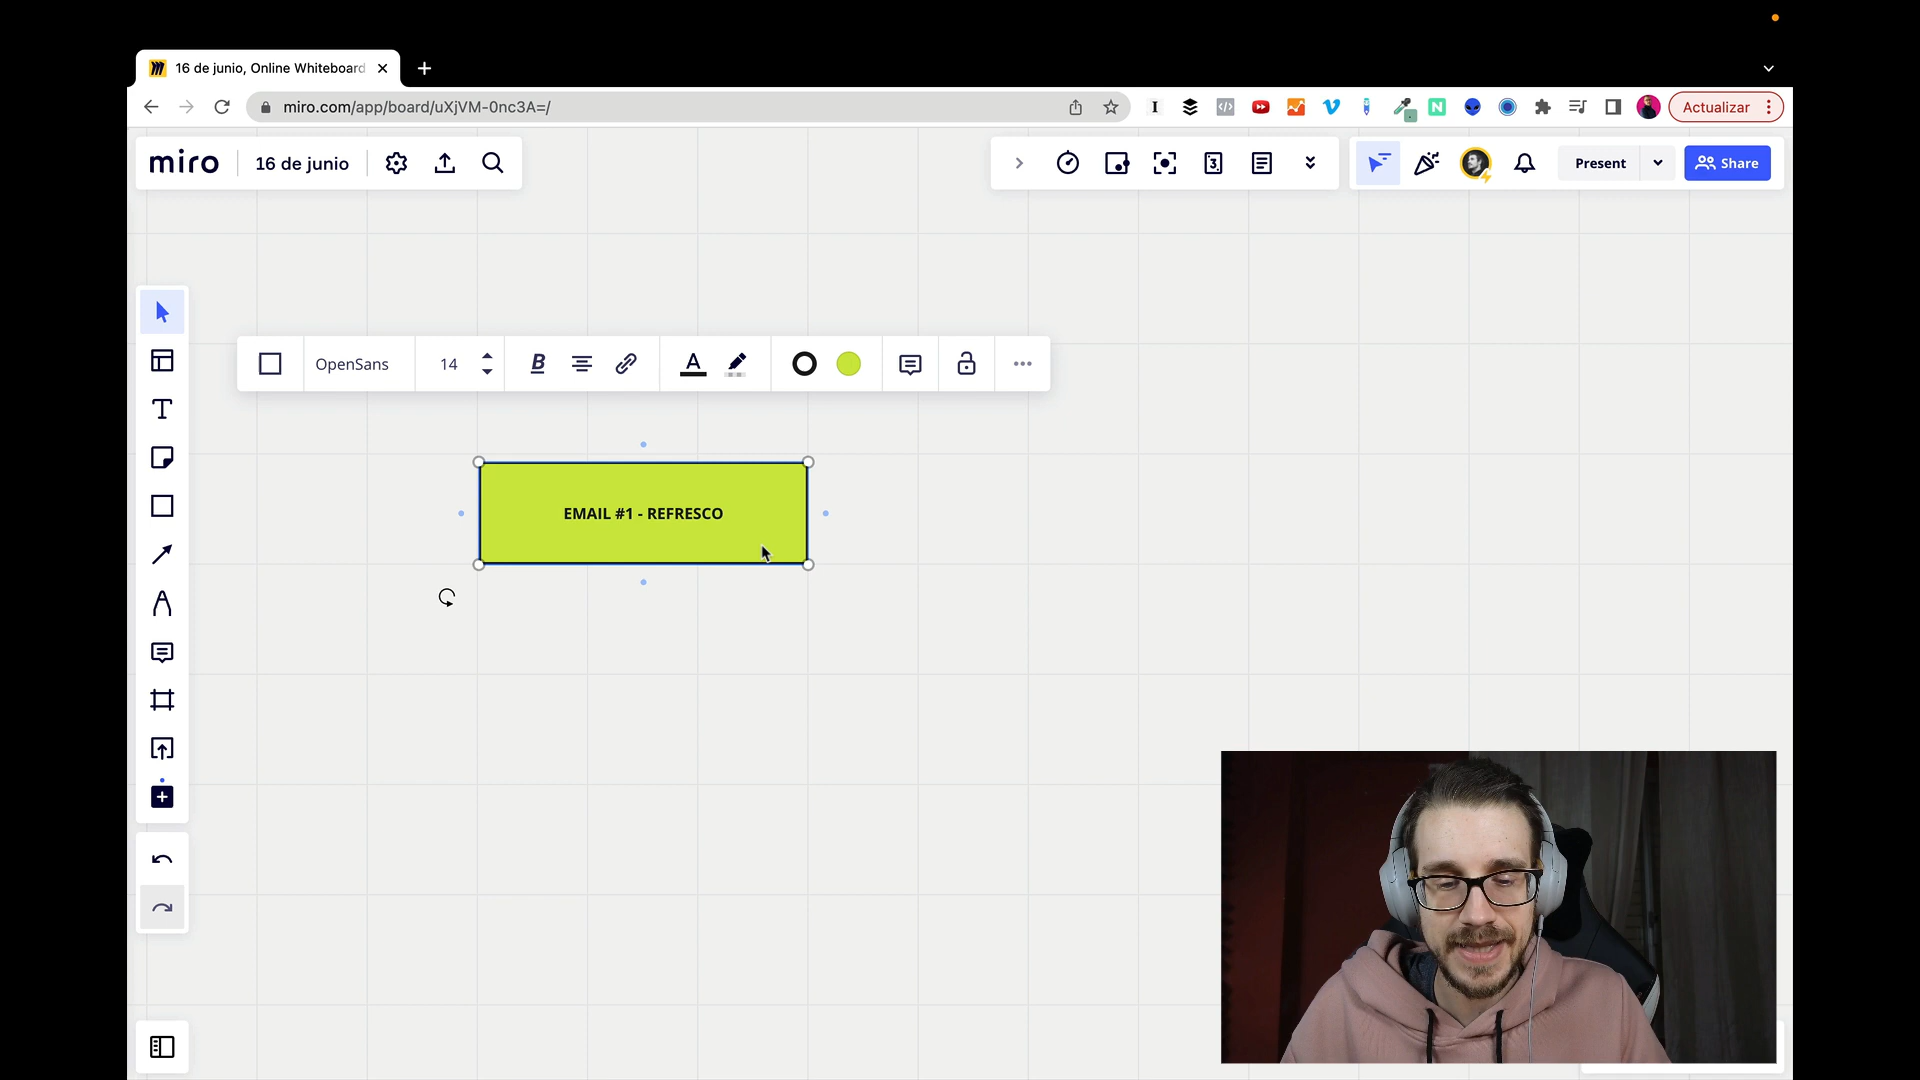 16 de junio, Online Whiteboard
miro.com/app/board/uXjVM-0nc3A=/
Actualizar
miro
16 de junio
Present
Share
OpenSans
14
B
A
EMAIL #1 - REFRESCO